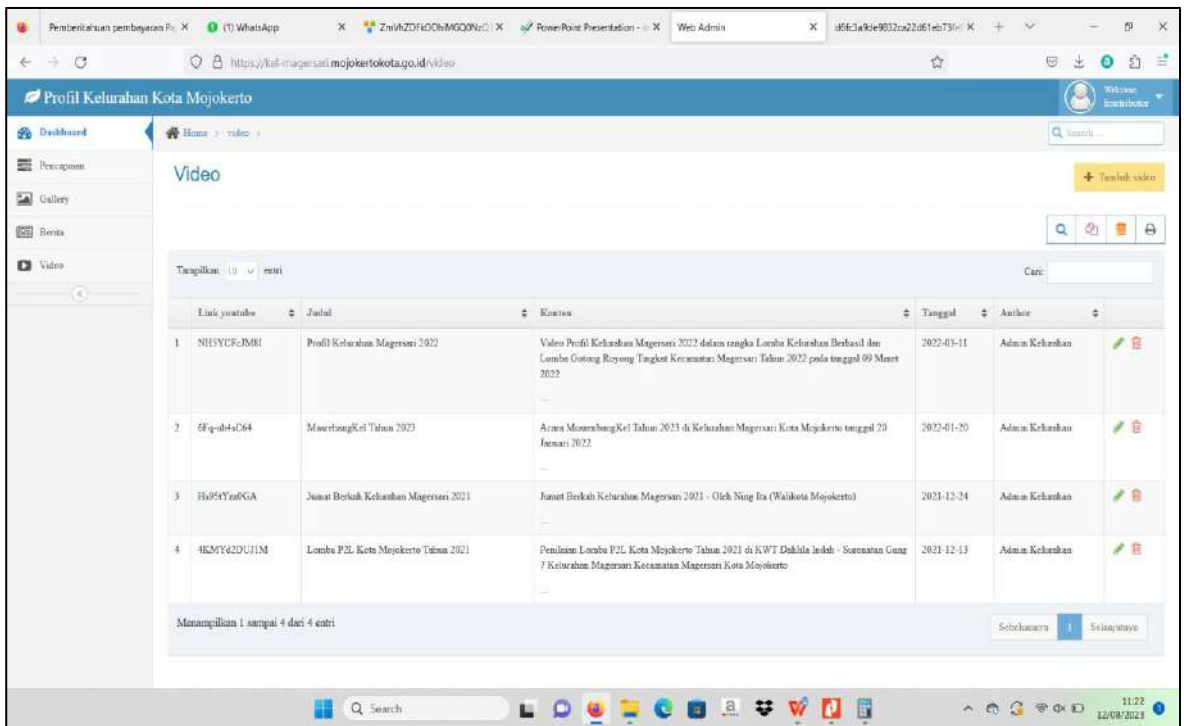 Pemberitahuan pembayaran
(1) WhatsApp
PowerPoint Presentation -
Web Admin
https://kel-magersari.mojokertokota.go.id/video
Profil Kelurahan Kota Mojokerto
Welcome,
kontributor
Dashboard
Home > video >
Search ...
Pencapaian
Gallery
Berita
Video
Video
+ Tambah video
Tampilkan 10 entri
Cari:
Link youtube Judul Konten Tanggal Author
1 Profil Kelurahan Magersari 2022 Video Profil Kelurahan Magersari 2022 dalam rangka Lomba Kelurahan Berhasil dan 2022-03-11 Admin Kelurahan
Lomba Gotong Royong Tingkat Kecamatan Magersari Tahun 2022 pada tanggal 09 Maret
2022
...
2 MusrenbangKel Tahun 2023 Acara MusrenbangKel Tahun 2023 di Kelurahan Magersari Kota Mojokerto tanggal 20 2022-01-20 Admin Kelurahan
Januari 2022
...
3 Jumat Berkah Kelurahan Magersari 2021 Jumat Berkah Kelurahan Magersari 2021 - Oleh Ning Ita (Walikota Mojokerto) 2021-12-24 Admin Kelurahan
...
4 4KMYd2DUJ1M Lomba P2L Kota Mojokerto Tahun 2021 Penilaian Lomba P2L Kota Mojokerto Tahun 2021 di KWT Indah - Suronatan Gang 2021-12-13 Admin Kelurahan
7 Kelurahan Magersari Kecamatan Magersari Kota Mojokerto
...
Menampilkan 1 sampai 4 dari 4 entri
Sebelumnya 1 Selanjutnya
Search
11:22
12/08/2023